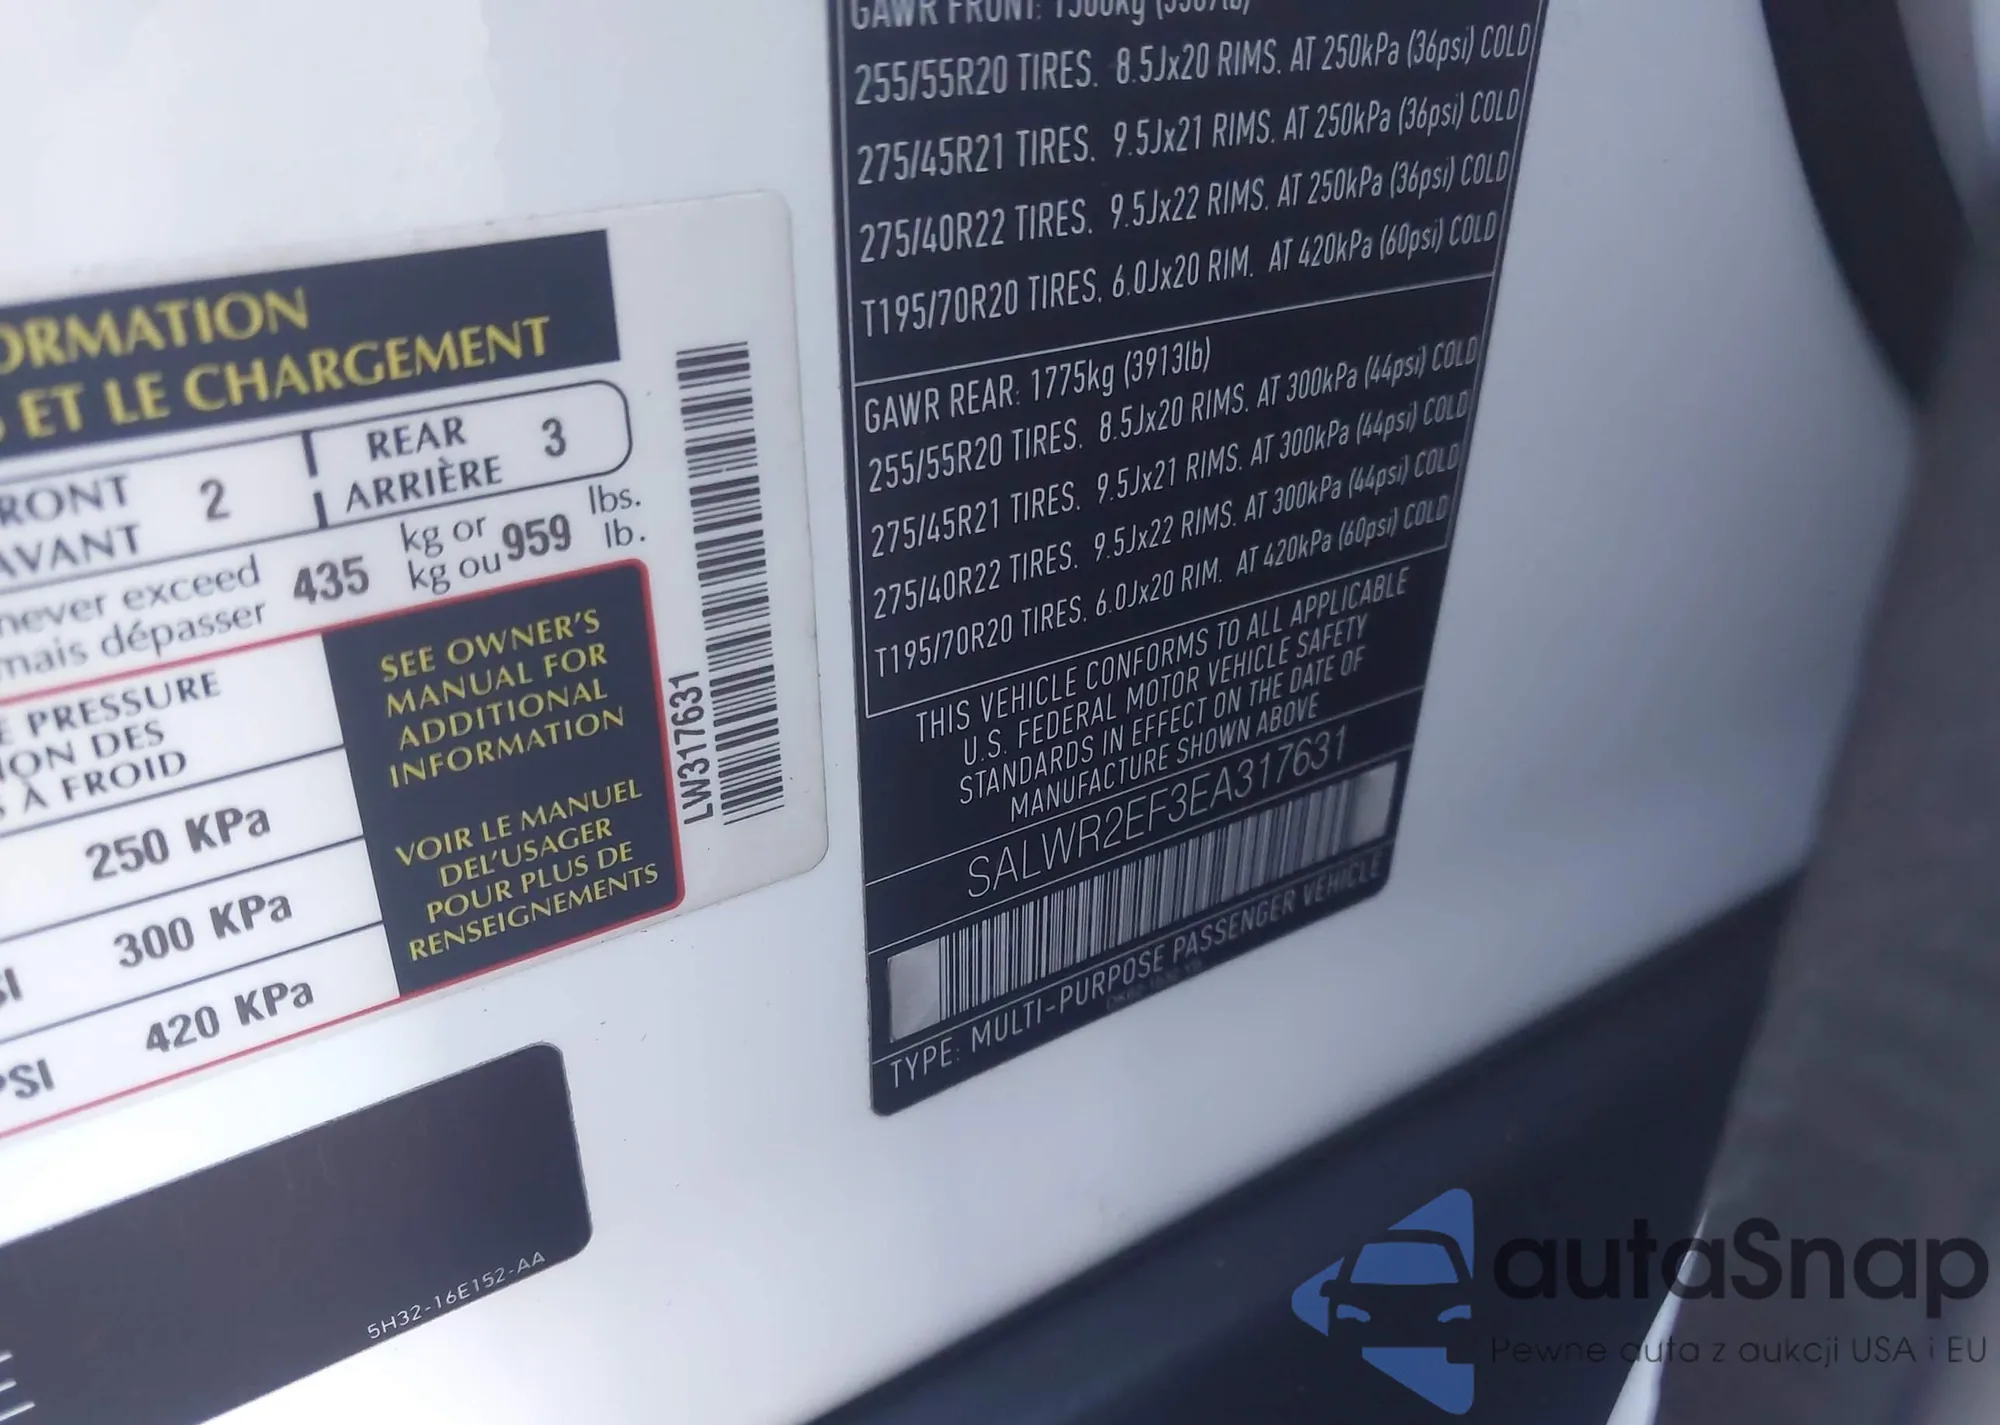 ORMATION
ET LE CHARGEMENT
RONT
AVANT
2
REAR
ARRIÈRE
3
never exceed
mais dépasser
435
kg or
kg ou
959
lbs.
lb.
E PRESSURE
ION DES
À FROID
250 KPa
300 KPa
420 KPa
PSI
SEE OWNER'S
MANUAL FOR
ADDITIONAL
INFORMATION
VOIR LE MANUEL
DEL'USAGER
POUR PLUS DE
RENSEIGNEMENTS
LW317631
5H32-16E152-AA
GAWR FRONT:
255/55R20 TIRES. 8.5Jx20 RIMS. AT 250kPa (36psi) COLD
275/45R21 TIRES. 9.5Jx21 RIMS. AT 250kPa (36psi) COLD
275/40R22 TIRES. 9.5Jx22 RIMS. AT 250kPa (36psi) COLD
T195/70R20 TIRES. 6.0Jx20 RIM. AT 420kPa (60psi) COLD
GAWR REAR: 1775kg (3913lb)
255/55R20 TIRES. 8.5Jx20 RIMS. AT 300kPa (44psi) COLD
275/45R21 TIRES. 9.5Jx21 RIMS. AT 300kPa (44psi) COLD
275/40R22 TIRES. 9.5Jx22 RIMS. AT 300kPa (44psi) COLD
T195/70R20 TIRES. 6.0Jx20 RIM. AT 420kPa (60psi) COLD
THIS VEHICLE CONFORMS TO ALL APPLICABLE
U.S. FEDERAL MOTOR VEHICLE SAFETY
STANDARDS IN EFFECT ON THE DATE OF
MANUFACTURE SHOWN ABOVE
SALWR2EF3EA317631
TYPE: MULTI-PURPOSE PASSENGER VEHICLE
autaSnap
Pewne auta z aukcji USA i EU